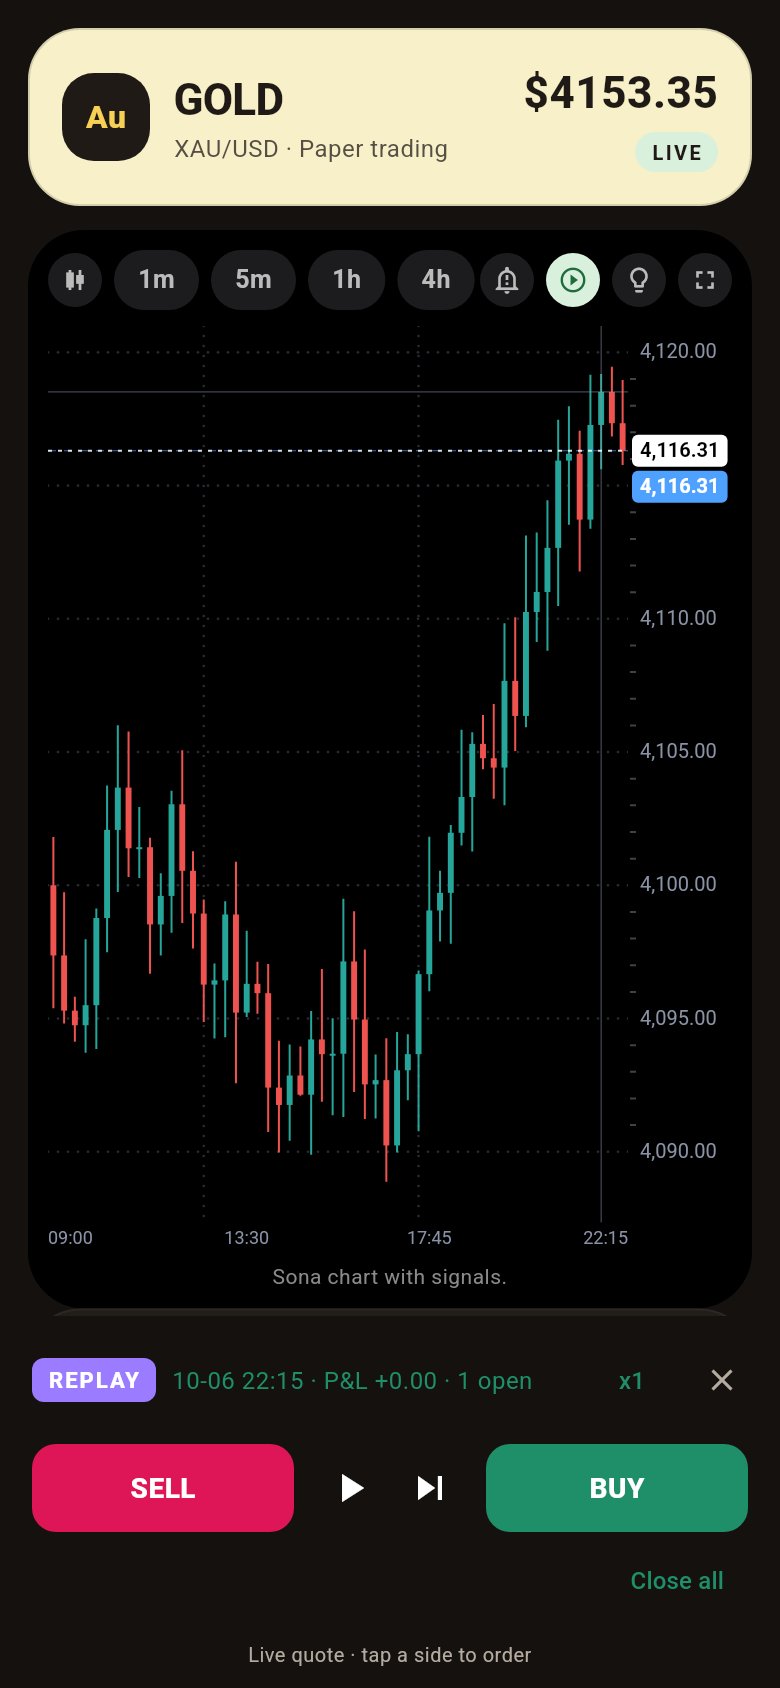 Au
GOLD
XAU/USD · Paper trading
$4153.35
LIVE
1m 5m 1h 4h
4,120.00
4,116.31
4,116.31
4,110.00
4,105.00
4,100.00
4,095.00
4,090.00
09:00 13:30 17:45 22:15
Sona chart with signals.
REPLAY 10-06 22:15 · P&L +0.00 · 1 open x1
SELL BUY
Close all
Live quote · tap a side to order